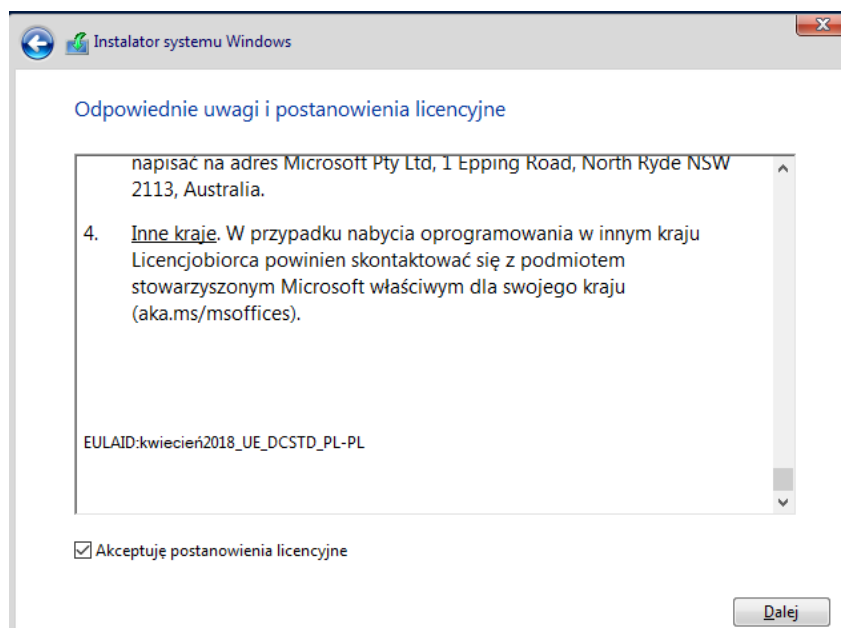 Instalator systemu Windows
Odpowiednie uwagi i postanowienia licencyjne
napisać na adres Microsoft Pty Ltd, 1 Epping Road, North Ryde NSW
2113, Australia.
4. Inne kraje. W przypadku nabycia oprogramowania w innym kraju
Licencjobiorca powinien skontaktować się z podmiotem
stowarzyszonym Microsoft właściwym dla swojego kraju
(aka.ms/msoffices).
EULAID:kwiecień2018_UE_DCSTD_PL-PL
Akceptuję postanowienia licencyjne
Dalej